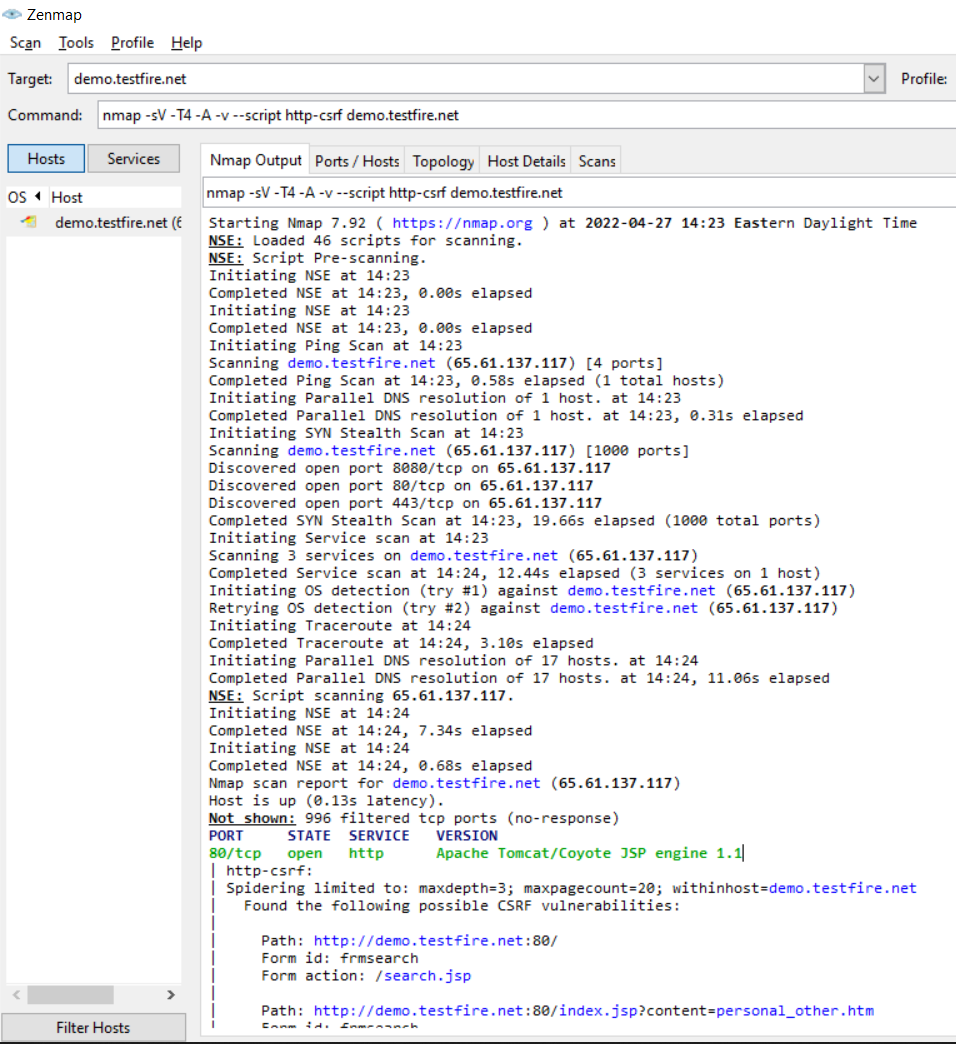 Zenmap
Scan Tools Profile Help
Target: demo.testfire.net Profile:
Command: nmap -sV -T4 -A -v --script http-csrf demo.testfire.net
Hosts Services
Nmap Output Ports / Hosts Topology Host Details Scans
OS Host
demo.testfire.net (6
nmap -sV -T4 -A -v --script http-csrf demo.testfire.net
Starting Nmap 7.92 ( https://nmap.org ) at 2022-04-27 14:23 Eastern Daylight Time
NSE: Loaded 46 scripts for scanning.
NSE: Script Pre-scanning.
Initiating NSE at 14:23
Completed NSE at 14:23, 0.00s elapsed
Initiating NSE at 14:23
Completed NSE at 14:23, 0.00s elapsed
Initiating Ping Scan at 14:23
Scanning demo.testfire.net (65.61.137.117) [4 ports]
Completed Ping Scan at 14:23, 0.58s elapsed (1 total hosts)
Initiating Parallel DNS resolution of 1 host. at 14:23
Completed Parallel DNS resolution of 1 host. at 14:23, 0.31s elapsed
Initiating SYN Stealth Scan at 14:23
Scanning demo.testfire.net (65.61.137.117) [1000 ports]
Discovered open port 8080/tcp on 65.61.137.117
Discovered open port 80/tcp on 65.61.137.117
Discovered open port 443/tcp on 65.61.137.117
Completed SYN Stealth Scan at 14:23, 19.66s elapsed (1000 total ports)
Initiating Service scan at 14:23
Scanning 3 services on demo.testfire.net (65.61.137.117)
Completed Service scan at 14:24, 12.44s elapsed (3 services on 1 host)
Initiating OS detection (try #1) against demo.testfire.net (65.61.137.117)
Retrying OS detection (try #2) against demo.testfire.net (65.61.137.117)
Initiating Traceroute at 14:24
Completed Traceroute at 14:24, 3.10s elapsed
Initiating Parallel DNS resolution of 17 hosts. at 14:24
Completed Parallel DNS resolution of 17 hosts. at 14:24, 11.06s elapsed
NSE: Script scanning 65.61.137.117.
Initiating NSE at 14:24
Completed NSE at 14:24, 7.34s elapsed
Initiating NSE at 14:24
Completed NSE at 14:24, 0.68s elapsed
Nmap scan report for demo.testfire.net (65.61.137.117)
Host is up (0.13s latency).
Not shown: 996 filtered tcp ports (no-response)
PORT STATE SERVICE VERSION
80/tcp open http Apache Tomcat/Coyote JSP engine 1.1
| http-csrf:
| Spidering limited to: maxdepth=3; maxpagecount=20; withinhost=demo.testfire.net
| Found the following possible CSRF vulnerabilities:
|
| Path: http://demo.testfire.net:80/
| Form id: frmsearch
| Form action: /search.jsp
|
| Path: http://demo.testfire.net:80/index.jsp?content=personal_other.htm
| Form id: frmsearch
Filter Hosts